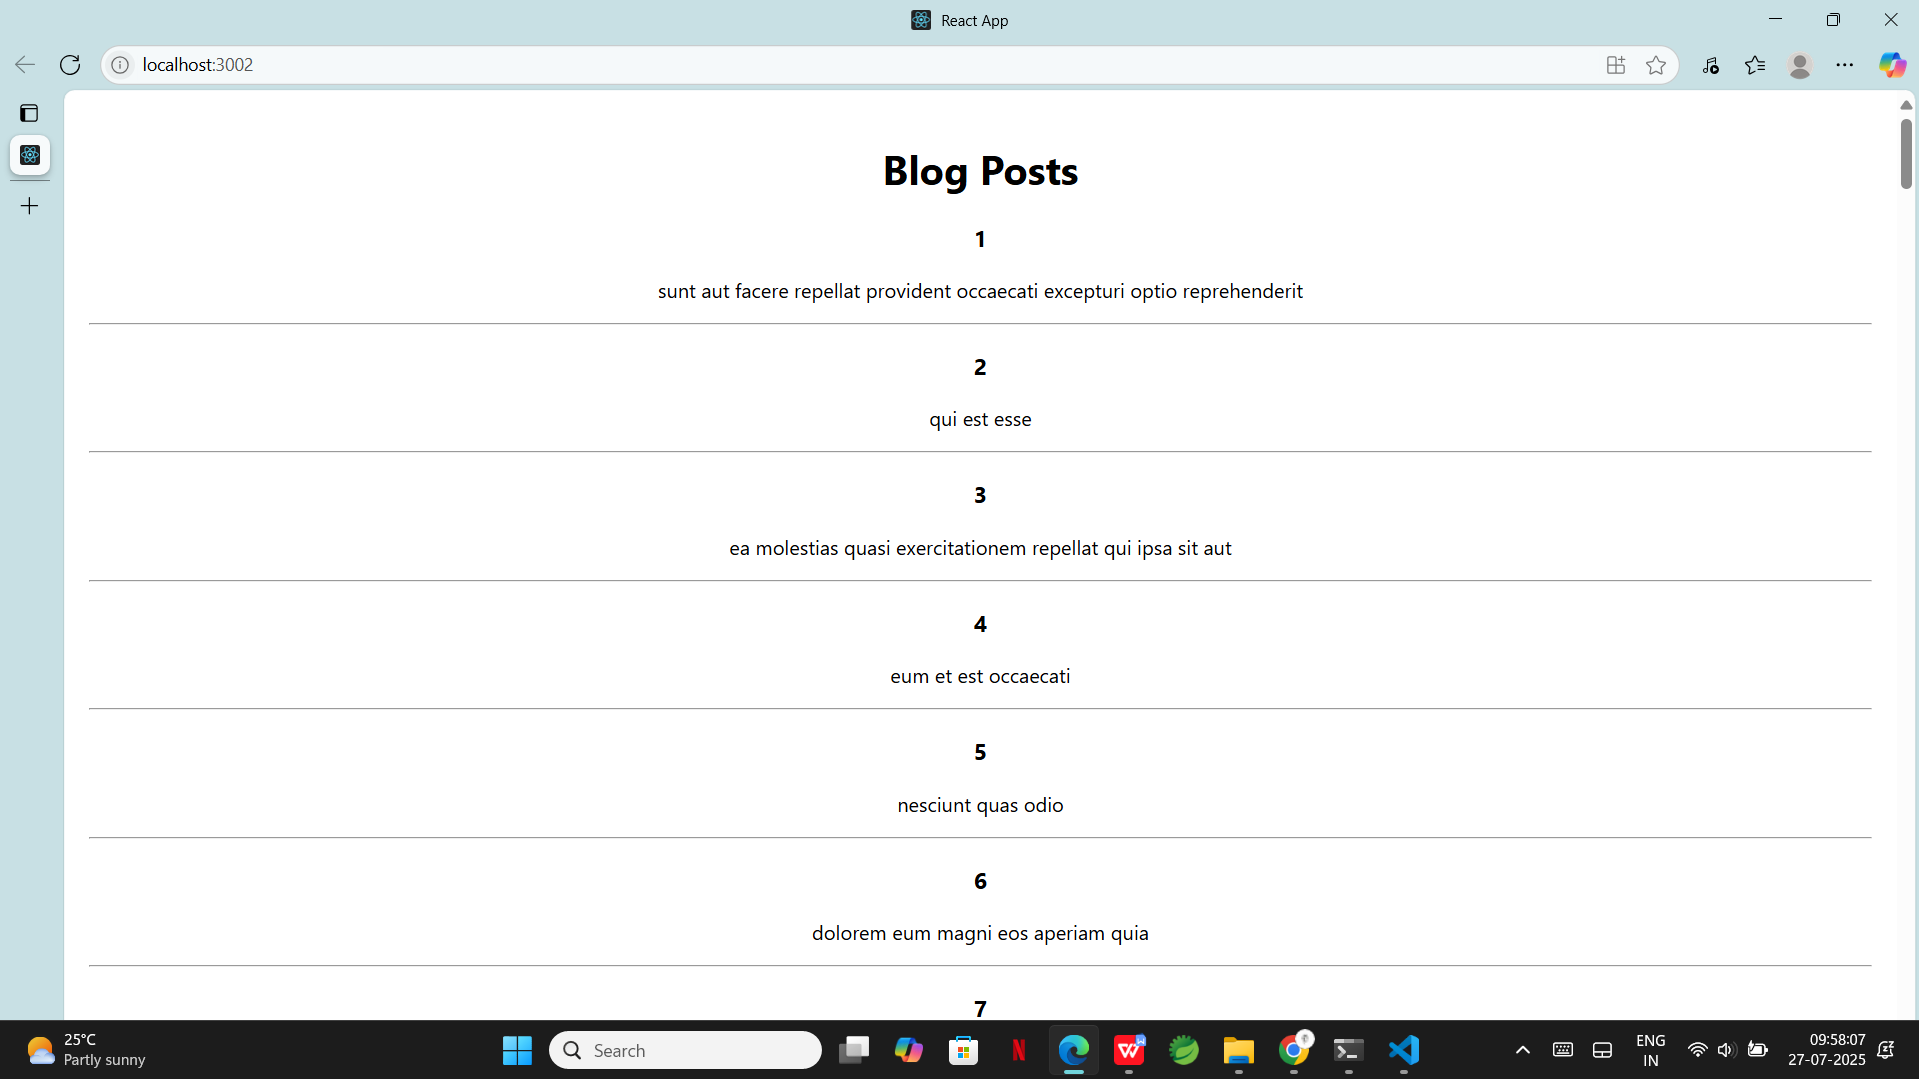 React App
localhost:3002
Blog Posts
1
sunt aut facere repellat provident occaecati excepturi optio reprehenderit
2
qui est esse
3
ea molestias quasi exercitationem repellat qui ipsa sit aut
4
eum et est occaecati
5
nesciunt quas odio
6
dolorem eum magni eos aperiam quia
7
25°C
Partly sunny
Search
ENG
IN
09:58:07
27-07-2025